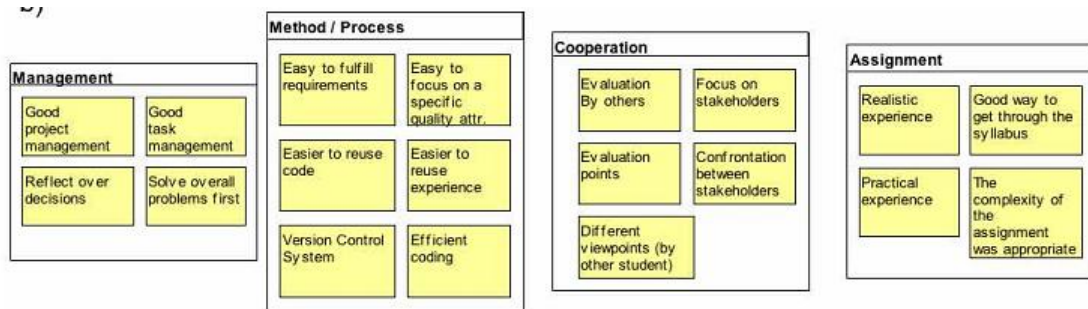 b)
Management
Good
project
management
Good
task
management
Reflect over
decisions
Solve overall
problems first
Method / Process
Easy to fulfill
requirements
Easy to
focus on a
specific
quality attr.
Easier to reuse
code
Easier to
reuse
experience
Version Control
System
Efficient
coding
Cooperation
Evaluation
By others
Focus on
stakeholders
Evaluation
points
Confrontation
between
stakeholders
Different
viewpoints (by
other student)
Assignment
Realistic
experience
Good way to
get through the
syllabus
Practical
experience
The
complexity of
the
assignment
was appropriate